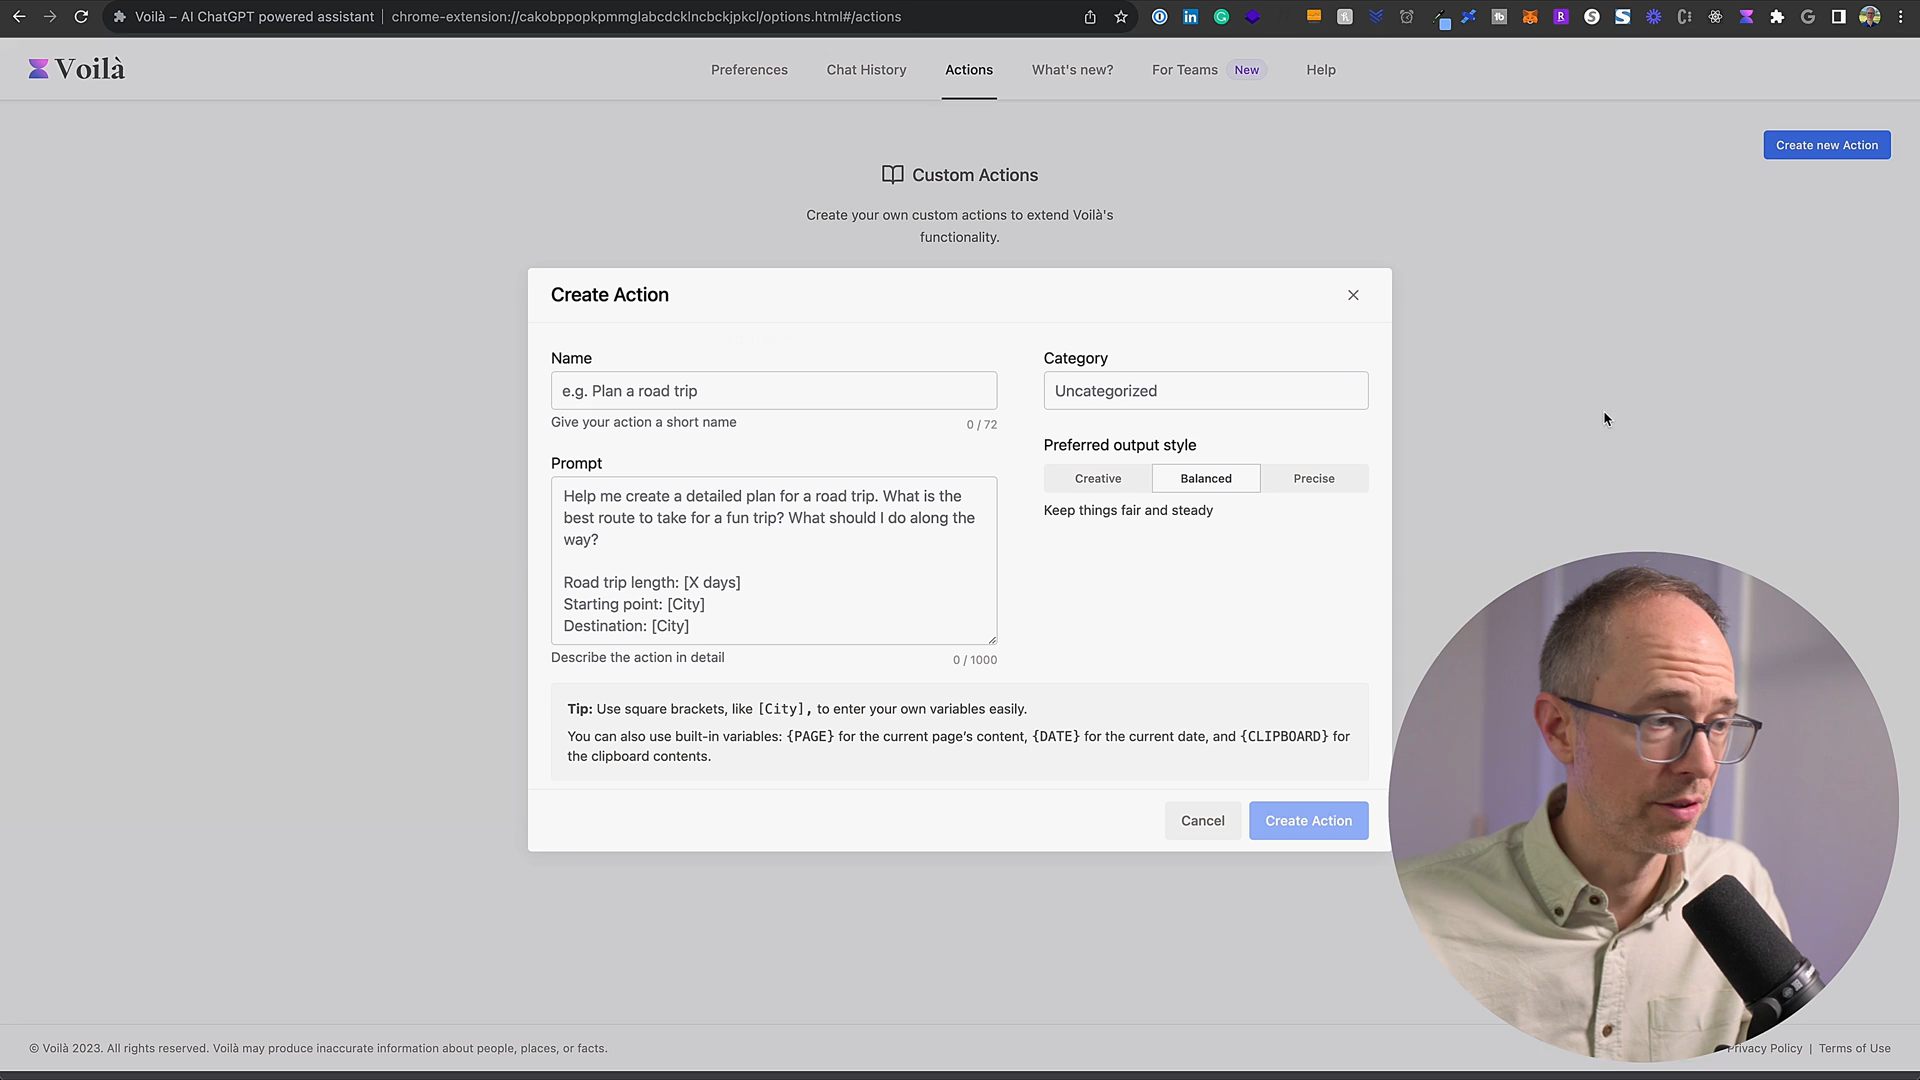 Voilà – AI ChatGPT powered assistant | chrome-extension://cakobppopkpmmglabcdcklncbckjpkcl/options.html#/actions
Voilà
Preferences
Chat History
Actions
What's new?
For Teams New
Help
Create new Action
Custom Actions
Create your own custom actions to extend Voilà's
functionality.
Create Action
Name
e.g. Plan a road trip
Give your action a short name
0 / 72
Category
Uncategorized
Preferred output style
Creative
Balanced
Precise
Keep things fair and steady
Prompt
Help me create a detailed plan for a road trip. What is the
best route to take for a fun trip? What should I do along the
way?
Road trip length: [X days]
Starting point: [City]
Destination: [City]
Describe the action in detail
0 / 1000
Tip: Use square brackets, like [City], to enter your own variables easily.
You can also use built-in variables: {PAGE} for the current page's content, {DATE} for the current date, and {CLIPBOARD} for
the clipboard contents.
Cancel
Create Action
© Voilà 2023. All rights reserved. Voilà may produce inaccurate information about people, places, or facts.
Privacy Policy | Terms of Use